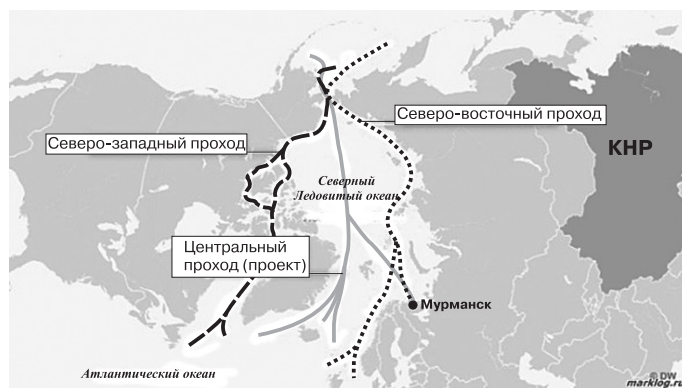 Северо-восточный проход
Северо-западный проход
КНР
Северный
Ледовитый океан
Центральный
проход (проект)
Мурманск
Атлантический океан
© DW
marklog.ru